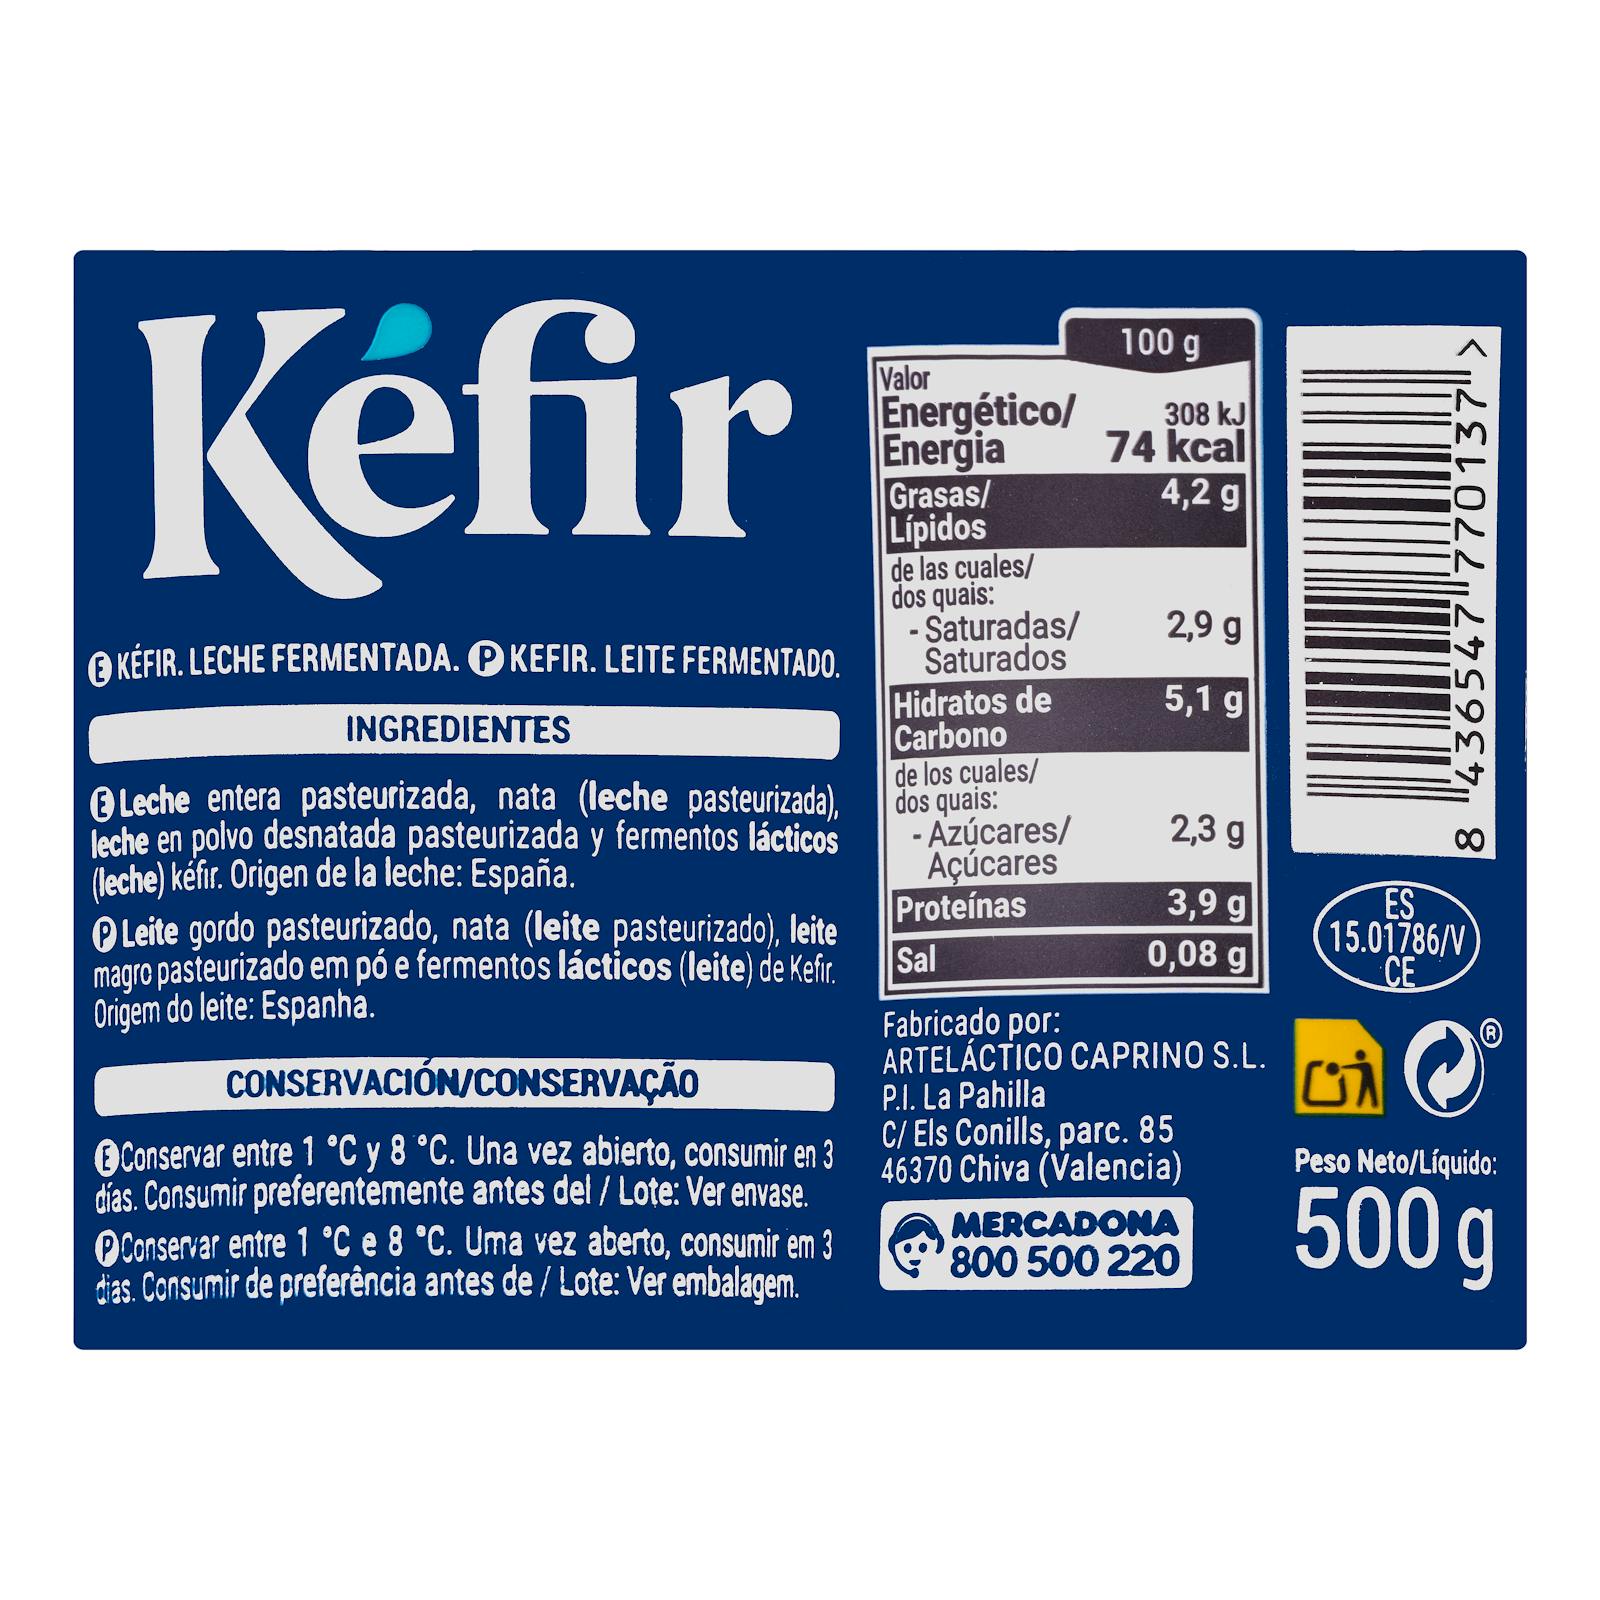 Kéfir
E KÉFIR. LECHE FERMENTADA. P KEFIR. LEITE FERMENTADO.
INGREDIENTES
E Leche entera pasteurizada, nata (leche pasteurizada),
leche en polvo desnatada pasteurizada y fermentos lácticos
(leche) kéfir. Origen de la leche: España.
P Leite gordo pasteurizado, nata (leite pasteurizado), leite
magro pasteurizado em pó e fermentos lácticos (leite) de Kefir.
Origem do leite: Espanha.
CONSERVACIÓN/CONSERVAÇÃO
E Conservar entre 1 °C y 8 °C. Una vez abierto, consumir en 3
días. Consumir preferentemente antes del / Lote: Ver envase.
P Conservar entre 1 °C e 8 °C. Uma vez aberto, consumir em 3
dias. Consumir de preferência antes de / Lote: Ver embalagem.
100 g
Valor
Energético/ 308 kJ
Energia 74 kcal
Grasas/ 4,2 g
Lípidos
de las cuales/
dos quais:
- Saturadas/ 2,9 g
Saturados
Hidratos de 5,1 g
Carbono
de los cuales/
dos quais:
- Azúcares/ 2,3 g
Açúcares
Proteínas 3,9 g
Sal 0,08 g
Fabricado por:
ARTELÁCTICO CAPRINO S.L.
P.I. La Pahilla
C/ Els Conills, parc. 85
46370 Chiva (Valencia)
MERCADONA
800 500 220
8 436547 770137 >
ES
15.01786/V
CE
®
Peso Neto/Líquido:
500 g